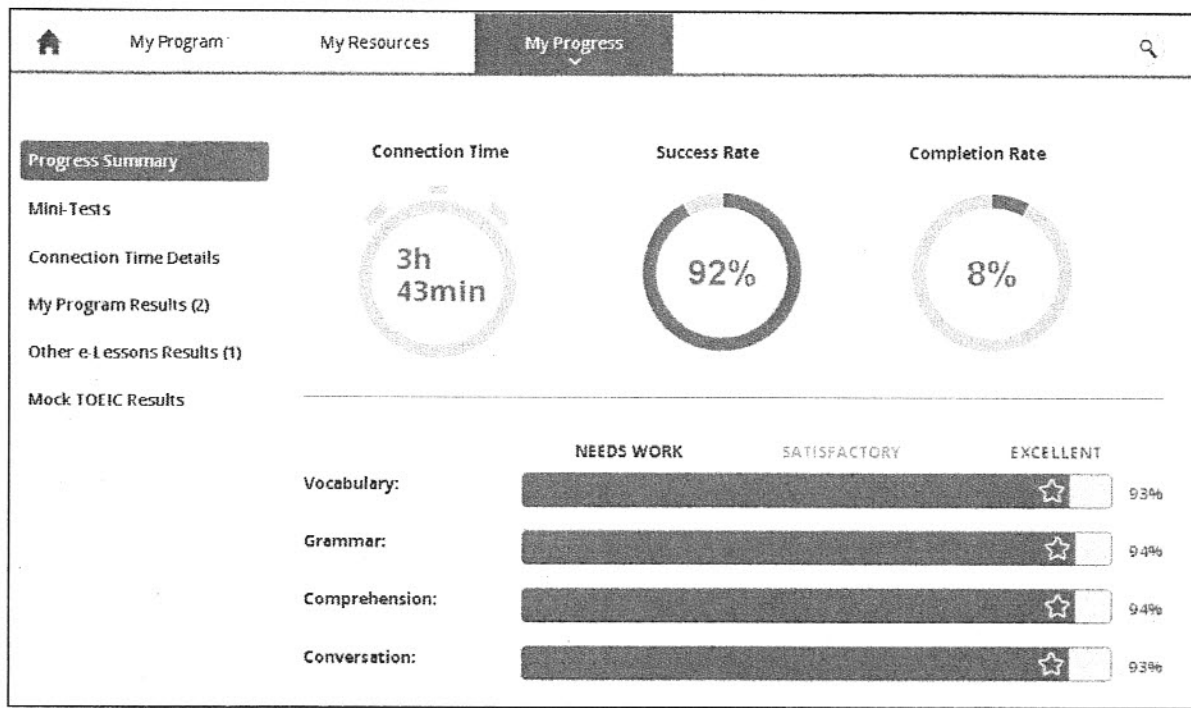 My Program
My Resources
My Progress
Progress Summary
Mini-Tests
Connection Time Details
My Program Results (2)
Other e-Lessons Results (1)
Mock TOEIC Results
Connection Time
Success Rate
Completion Rate
3h
43min
92%
8%
NEEDS WORK
SATISFACTORY
EXCELLENT
Vocabulary:
93%
Grammar:
94%
Comprehension:
94%
Conversation:
93%